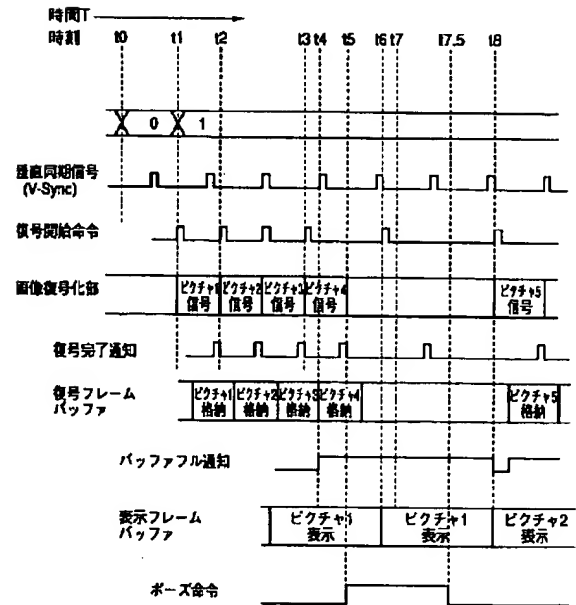 時間T
時刻 t0 t1 t2 t3 t4 t5 t6 t7 t7.5 t8
0 1
垂直同期信号
(V-Sync)
復号開始命令
画像復号化部
ピクチャ1 ピクチャ2 ピクチャ3 ピクチャ4 ピクチャ5
信号 信号 信号 信号 信号
復号完了通知
復号フレーム
バッファ
ピクチャ1 ピクチャ2 ピクチャ3 ピクチャ4 ピクチャ5
格納 格納 格納 格納 格納
バッファフル通知
表示フレーム
バッファ
ピクチャ1 ピクチャ1 ピクチャ2
表示 表示 表示
ポーズ命令